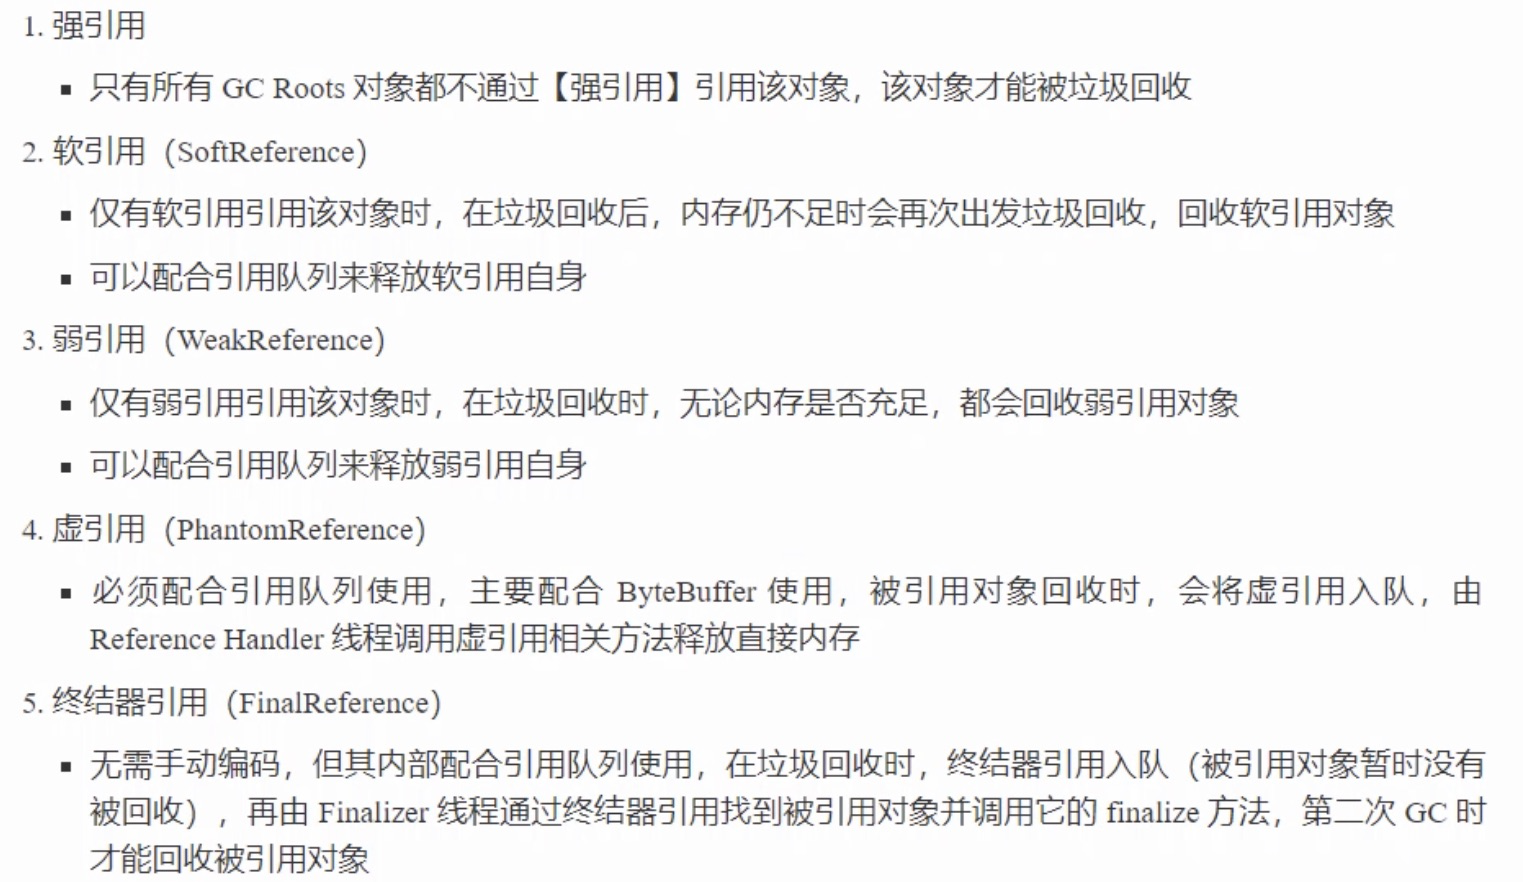 1. 强引用
▪ 只有所有 GC Roots 对象都不通过【强引用】引用该对象，该对象才能被垃圾回收
2. 软引用（SoftReference）
▪ 仅有软引用引用该对象时，在垃圾回收后，内存仍不足时会再次出发垃圾回收，回收软引用对象
▪ 可以配合引用队列来释放软引用自身
3. 弱引用（WeakReference）
▪ 仅有弱引用引用该对象时，在垃圾回收时，无论内存是否充足，都会回收弱引用对象
▪ 可以配合引用队列来释放弱引用自身
4. 虚引用（PhantomReference）
▪ 必须配合引用队列使用，主要配合 ByteBuffer 使用，被引用对象回收时，会将虚引用入队，由
Reference Handler 线程调用虚引用相关方法释放直接内存
5. 终结器引用（FinalReference）
▪ 无需手动编码，但其内部配合引用队列使用，在垃圾回收时，终结器引用入队（被引用对象暂时没有
被回收），再由 Finalizer 线程通过终结器引用找到被引用对象并调用它的 finalize 方法，第二次 GC 时
才能回收被引用对象